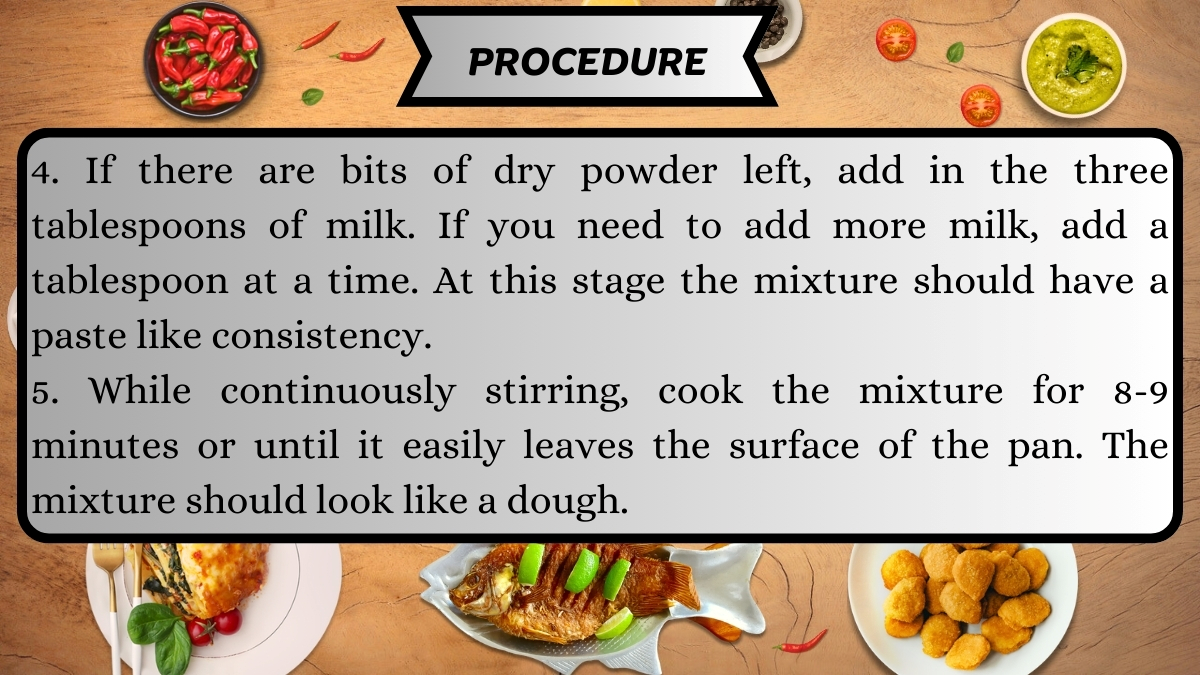 PROCEDURE
4. If there are bits of dry powder left, add in the three
tablespoons of milk. If you need to add more milk, add a
tablespoon at a time. At this stage the mixture should have a
paste like consistency.
5. While continuously stirring, cook the mixture for 8-9
minutes or until it easily leaves the surface of the pan. The
mixture should look like a dough.